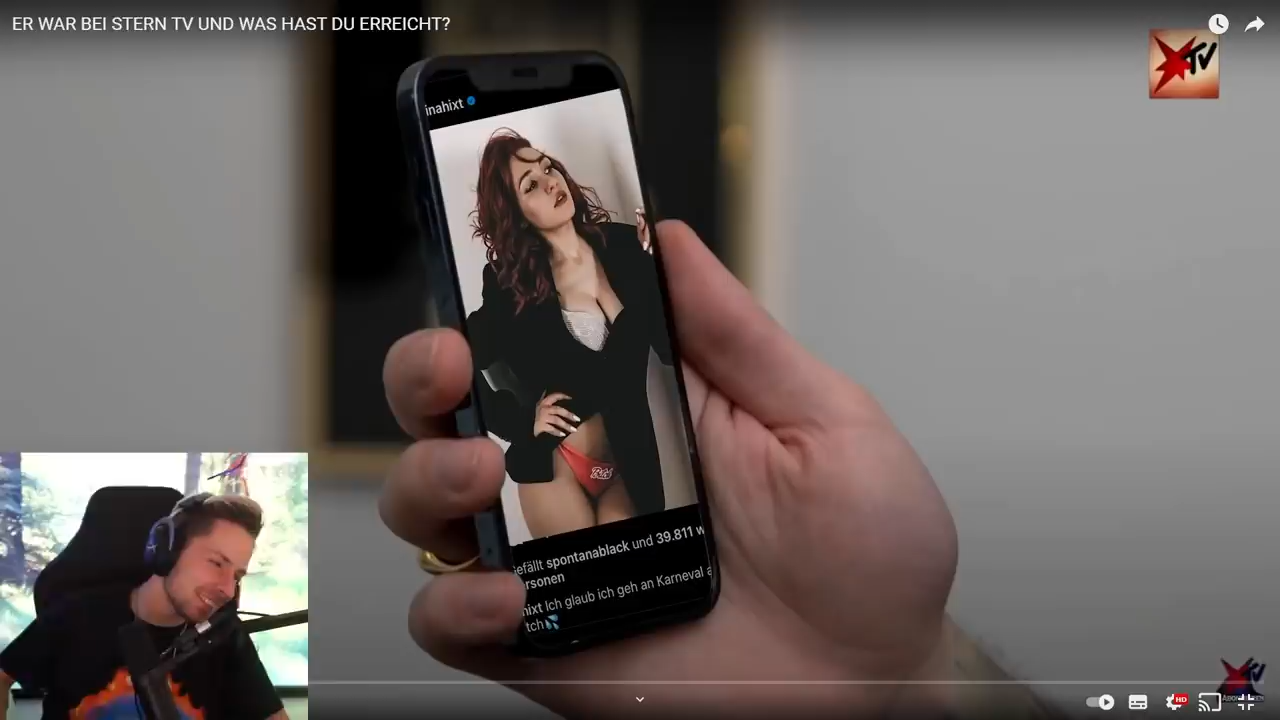 ER WAR BEI STERN TV UND WAS HAST DU ERREICHT?
TV
inahixt
efällt spontanablack und 39.811 w
rsonen
hixt Ich glaub ich geh an Karneval a
tch
HD